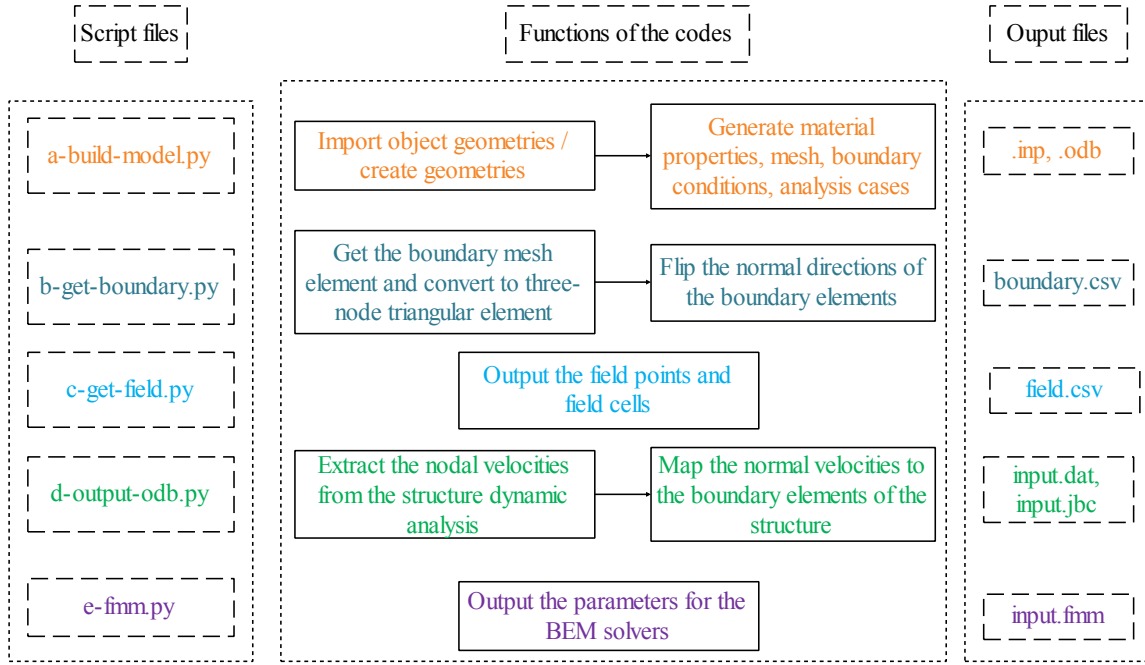 Script files
Functions of the codes
Ouput files
a-build-model.py
Import object geometries /
create geometries
Generate material
properties, mesh, boundary
conditions, analysis cases
.inp, .odb
b-get-boundary.py
Get the boundary mesh
element and convert to three-
node triangular element
Flip the normal directions of
the boundary elements
boundary.csv
c-get-field.py
Output the field points and
field cells
field.csv
d-output-odb.py
Extract the nodal velocities
from the structure dynamic
analysis
Map the normal velocities to
the boundary elements of the
structure
input.dat,
input.jbc
e-fmm.py
Output the parameters for the
BEM solvers
input.fmm